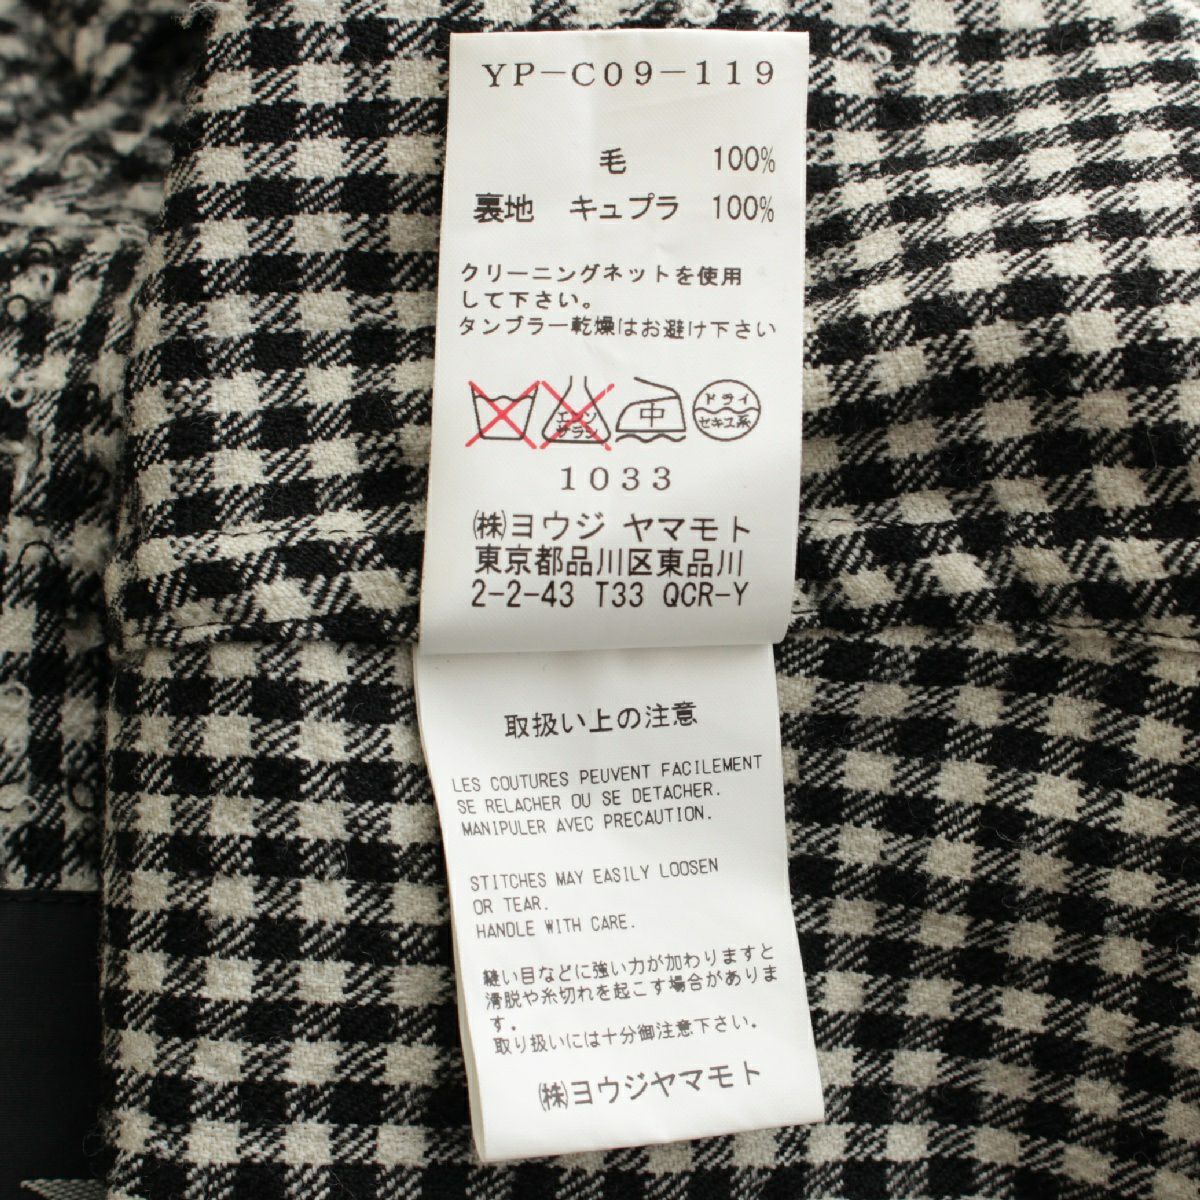 YP-C09-119
毛 100%
裏地 キュプラ 100%
クリーニングネットを使用
して下さい。
タンブラー乾燥はお避け下さい
エンソ
サラシ
中
ドライ
セキユ系
1033
㈱ヨウジ ヤマモト
東京都品川区東品川
2-2-43 T33 QCR-Y
取扱い上の注意
LES COUTURES PEUVENT FACILEMENT
SE RELACHER OU SE DETACHER.
MANIPULER AVEC PRECAUTION.
STITCHES MAY EASILY LOOSEN
OR TEAR.
HANDLE WITH CARE.
縫い目などに強い力が加わりますと
滑脱や糸切れを起こす場合がありま
す。
取り扱いには十分御注意下さい。
㈱ヨウジヤマモト